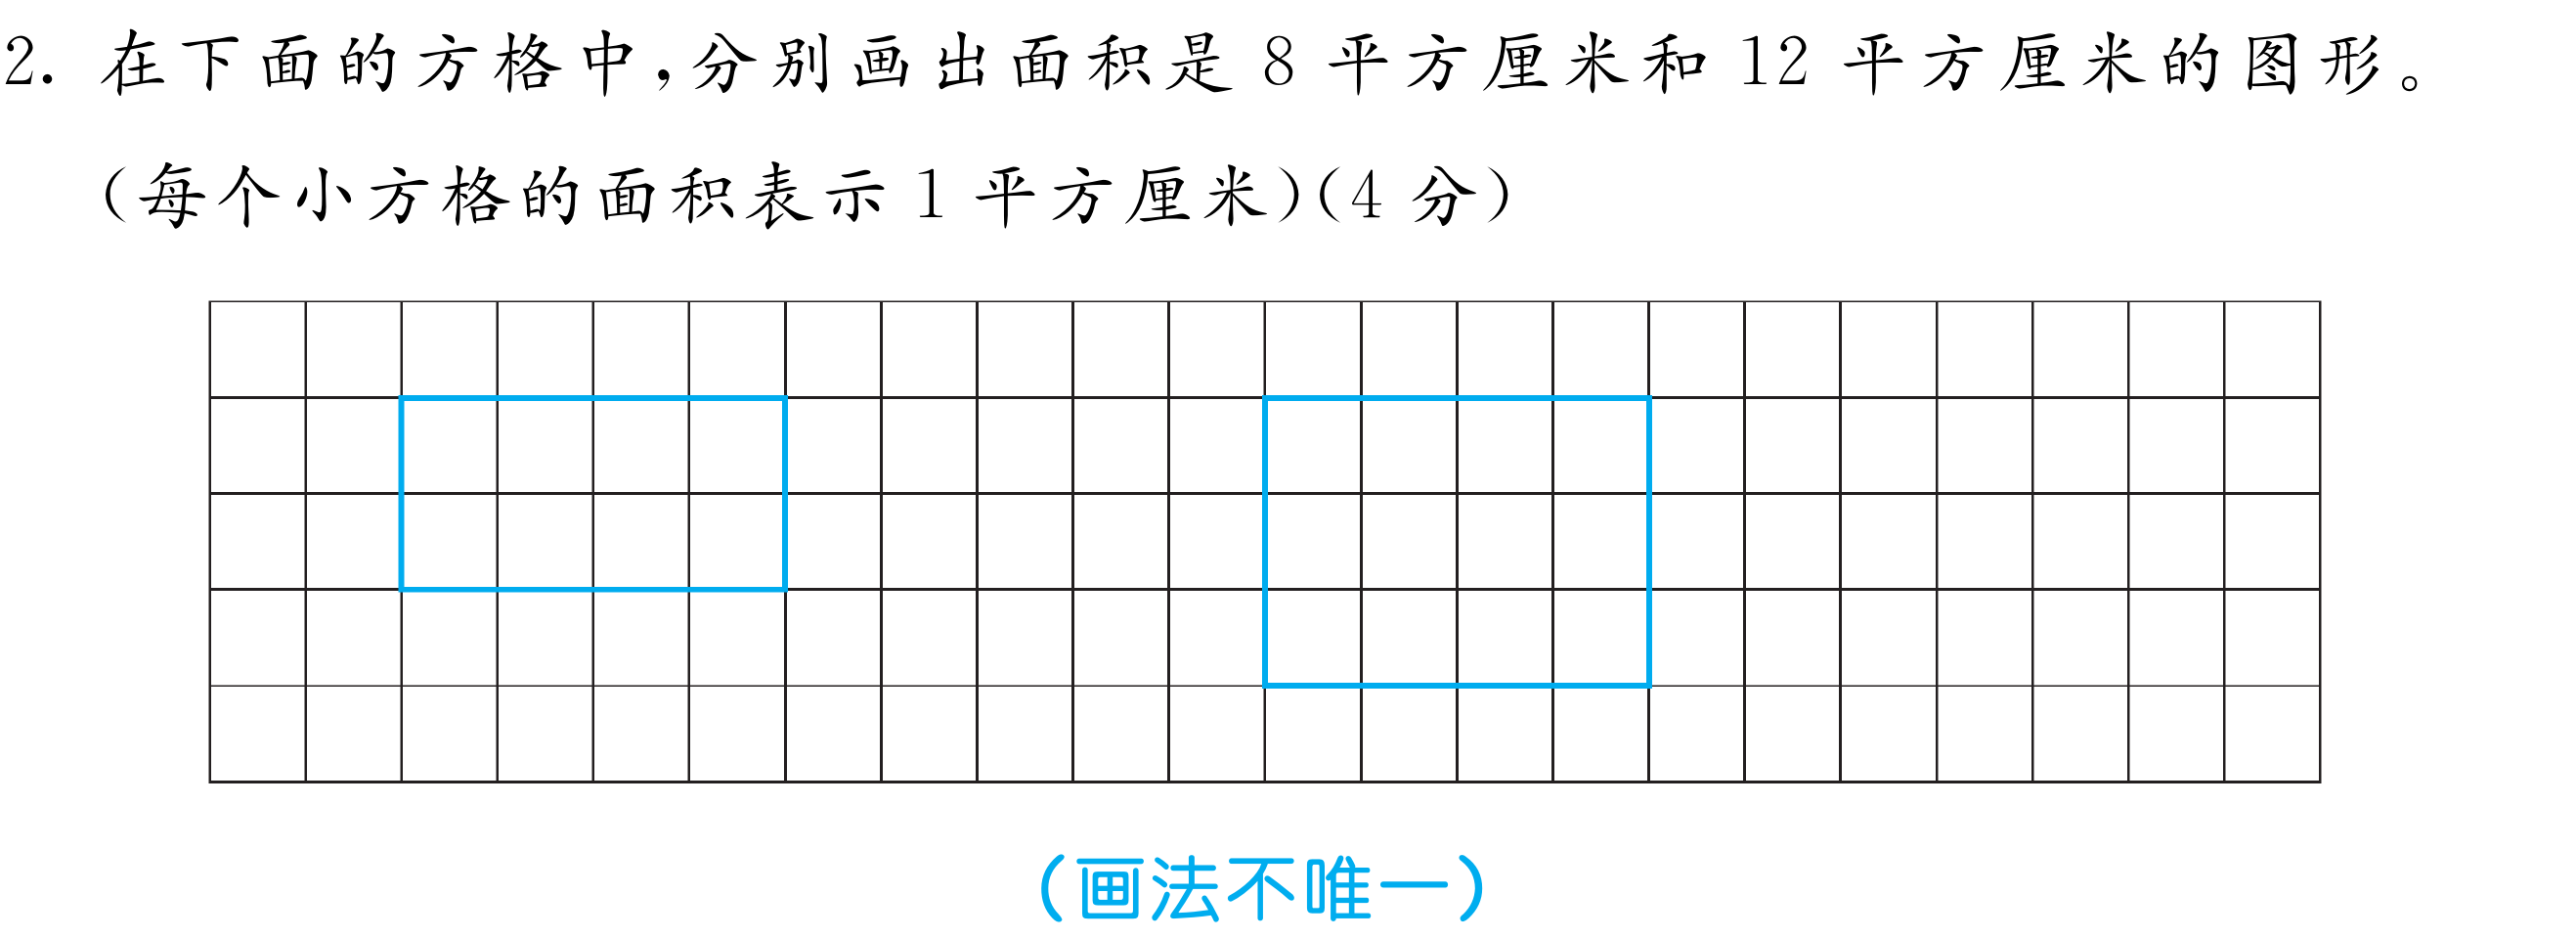 2. 在下面的方格中,分别画出面积是 8 平方厘米和 12 平方厘米的图形。
(每个小方格的面积表示 1 平方厘米)(4 分)
(画法不唯一)